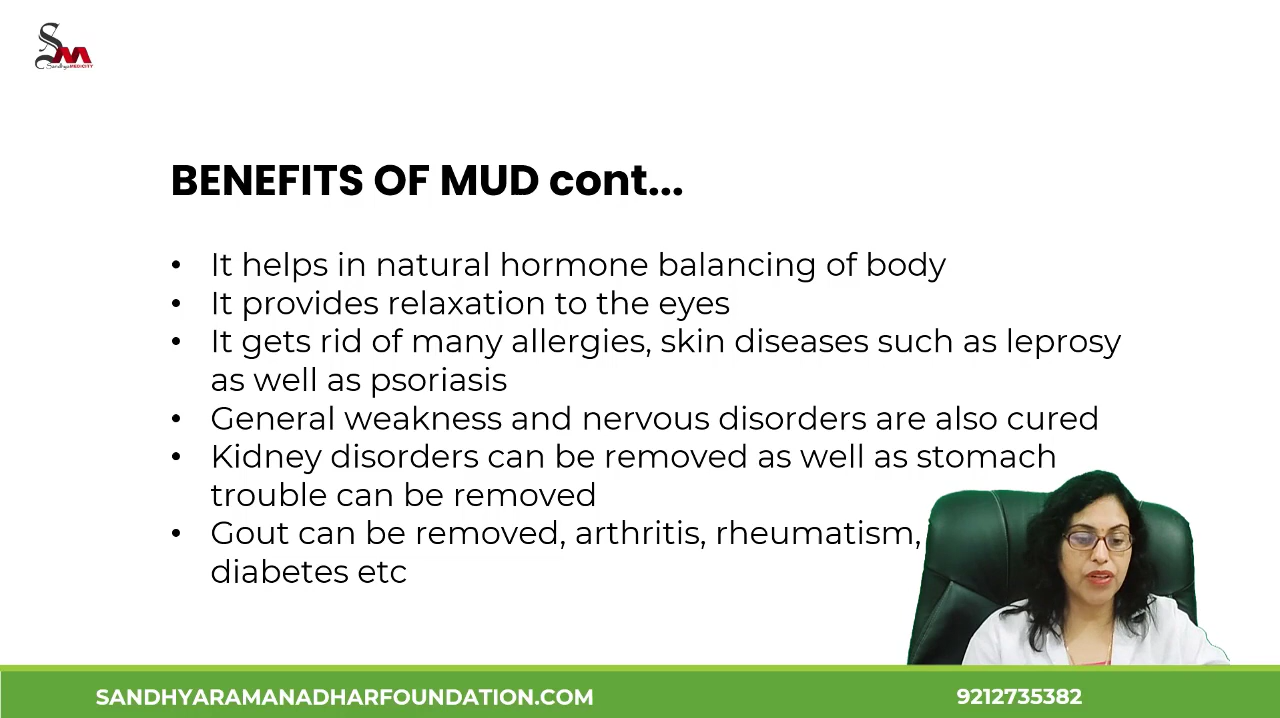 SM
Sandhya MEDICITY
BENEFITS OF MUD cont...
• It helps in natural hormone balancing of body
• It provides relaxation to the eyes
• It gets rid of many allergies, skin diseases such as leprosy
as well as psoriasis
• General weakness and nervous disorders are also cured
• Kidney disorders can be removed as well as stomach
trouble can be removed
• Gout can be removed, arthritis, rheumatism,
diabetes etc
SANDHYARAMANADHARFOUNDATION.COM
9212735382